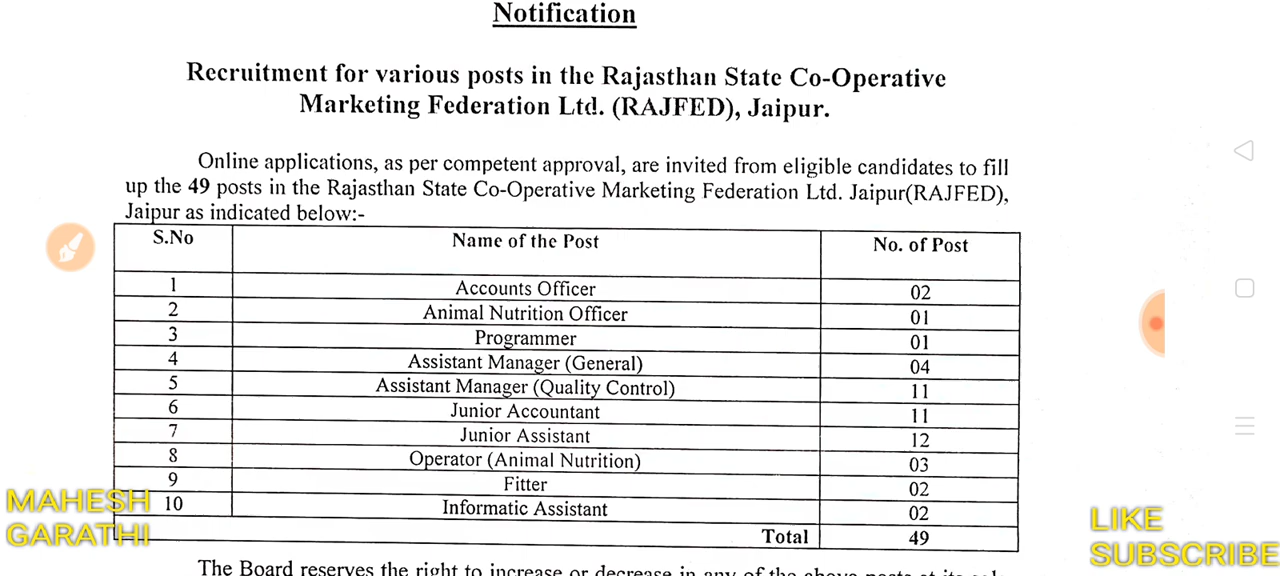 Notification
Recruitment for various posts in the Rajasthan State Co-Operative
Marketing Federation Ltd. (RAJFED), Jaipur.
Online applications, as per competent approval, are invited from eligible candidates to fill
up the 49 posts in the Rajasthan State Co-Operative Marketing Federation Ltd. Jaipur(RAJFED),
Jaipur as indicated below:-
S.No Name of the Post No. of Post
1 Accounts Officer 02
2 Animal Nutrition Officer 01
3 Programmer 01
4 Assistant Manager (General) 04
5 Assistant Manager (Quality Control) 11
6 Junior Accountant 11
7 Junior Assistant 12
8 Operator (Animal Nutrition) 03
9 Fitter 02
10 Informatic Assistant 02
Total 49
The Board reserves the right to increase or decrease in any of the above posts at its sole
MAHESH
GARATHI
LIKE
SUBSCRIBE